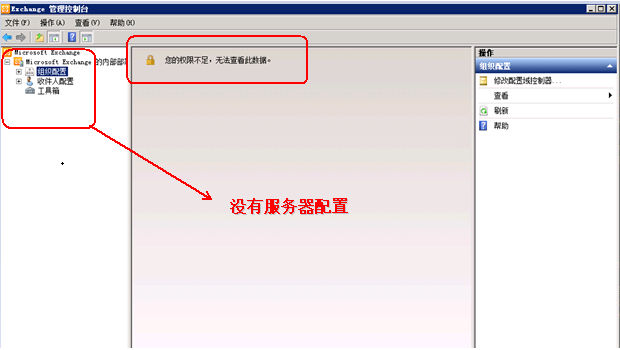 Exchange 管理控制台
文件(F) 操作(A) 查看(V) 帮助(H)
Microsoft Exchange
Microsoft Exchange 的内部部
组织配置
收件人配置
工具箱
您的权限不足，无法查看此数据。
没有服务器配置
操作
组织配置
修改配置域控制器...
查看
刷新
帮助